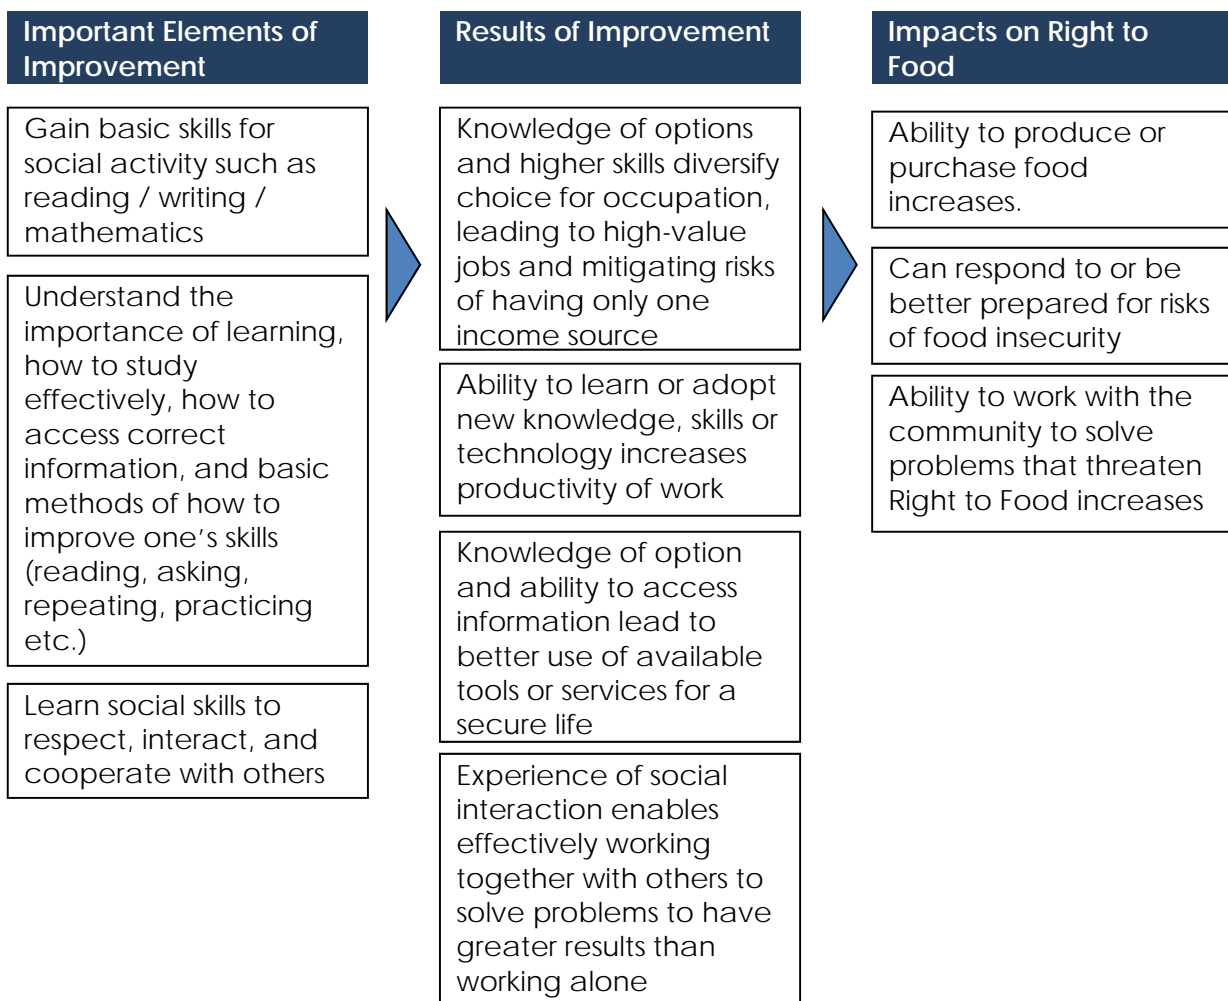 Important Elements of
Improvement
Gain basic skills for
social activity such as
reading / writing /
mathematics
Understand the
importance of learning,
how to study
effectively, how to
access correct
information, and basic
methods of how to
improve one’s skills
(reading, asking,
repeating, practicing
etc.)
Learn social skills to
respect, interact, and
cooperate with others
Results of Improvement
Knowledge of options
and higher skills diversify
choice for occupation,
leading to high-value
jobs and mitigating risks
of having only one
income source
Ability to learn or adopt
new knowledge, skills or
technology increases
productivity of work
Knowledge of option
and ability to access
information lead to
better use of available
tools or services for a
secure life
Experience of social
interaction enables
effectively working
together with others to
solve problems to have
greater results than
working alone
Impacts on Right to
Food
Ability to produce or
purchase food
increases.
Can respond to or be
better prepared for risks
of food insecurity
Ability to work with the
community to solve
problems that threaten
Right to Food increases